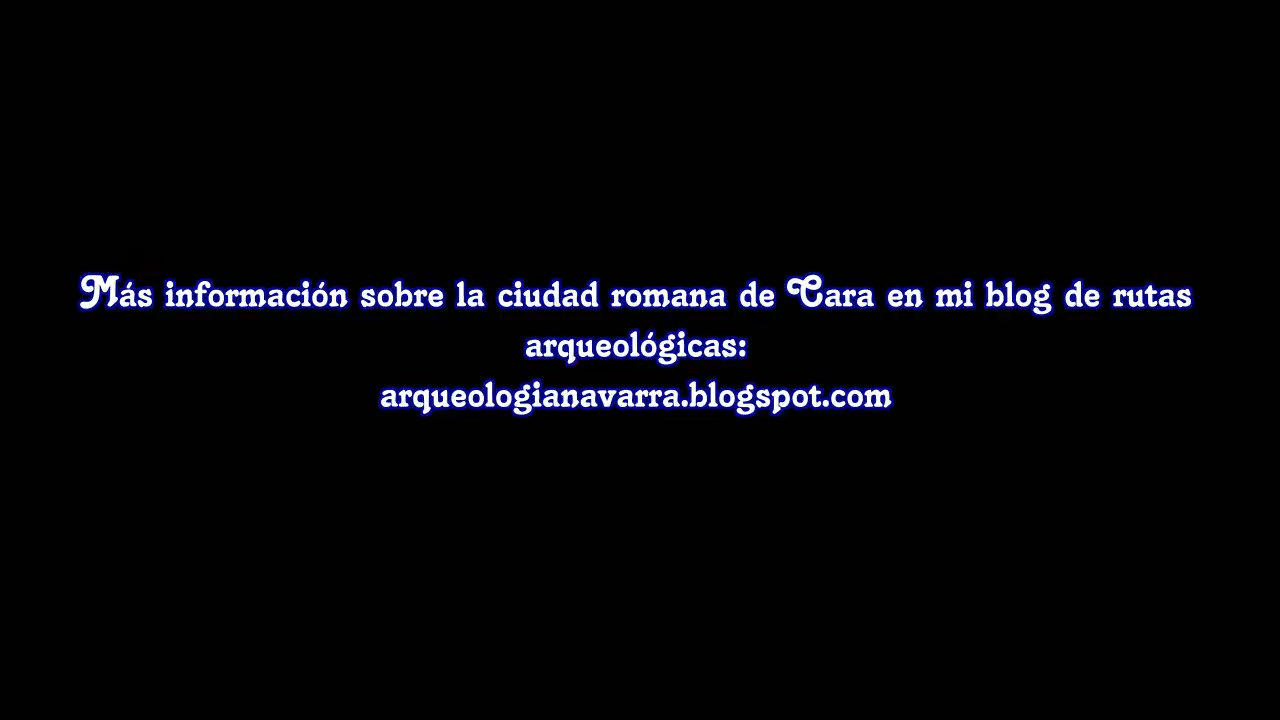 Más información sobre la ciudad romana de Cara en mi blog de rutas
arqueológicas:
arqueologianavarra.blogspot.com